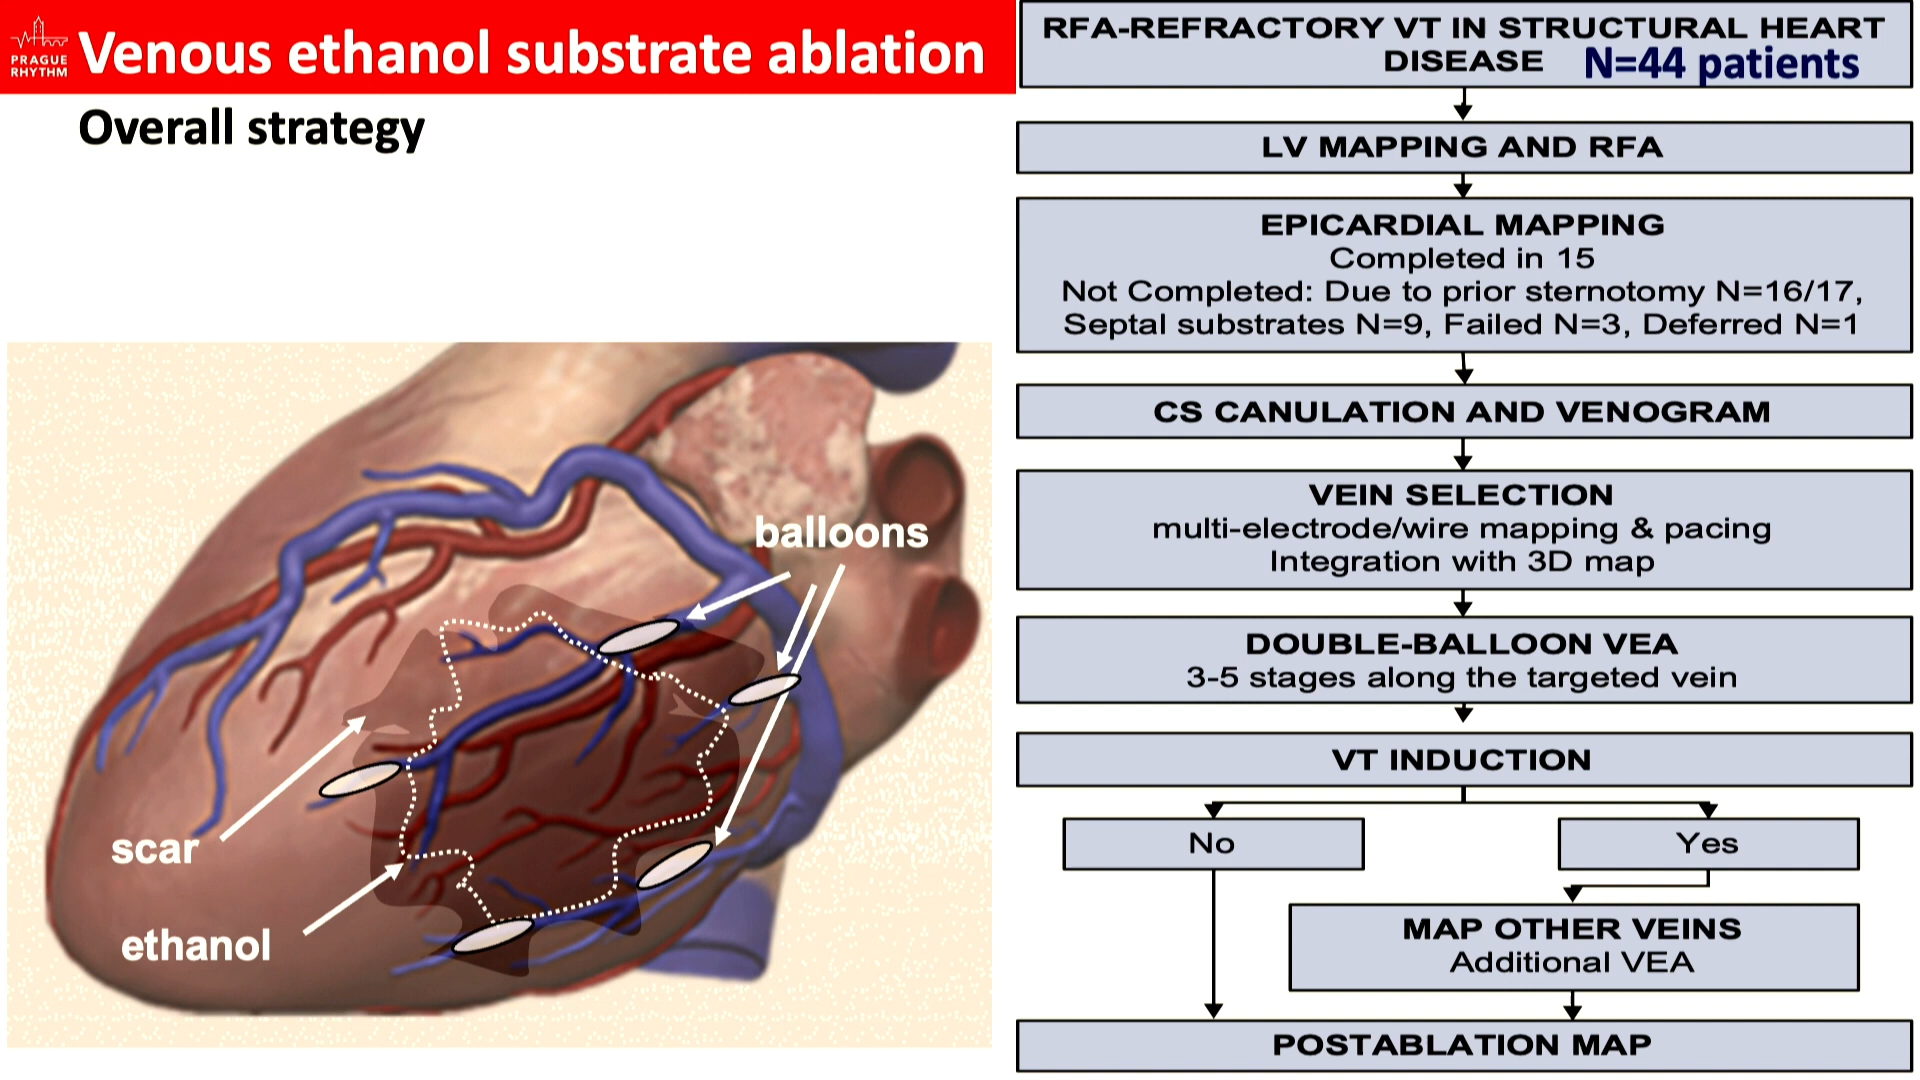 PRAGUE
RHYTHM
Venous ethanol substrate ablation
Overall strategy
balloons
scar
ethanol
RFA-REFRACTORY VT IN STRUCTURAL HEART
DISEASE N=44 patients
LV MAPPING AND RFA
EPICARDIAL MAPPING
Completed in 15
Not Completed: Due to prior sternotomy N=16/17,
Septal substrates N=9, Failed N=3, Deferred N=1
CS CANULATION AND VENOGRAM
VEIN SELECTION
multi-electrode/wire mapping & pacing
Integration with 3D map
DOUBLE-BALLOON VEA
3-5 stages along the targeted vein
VT INDUCTION
No
Yes
MAP OTHER VEINS
Additional VEA
POSTABLATION MAP